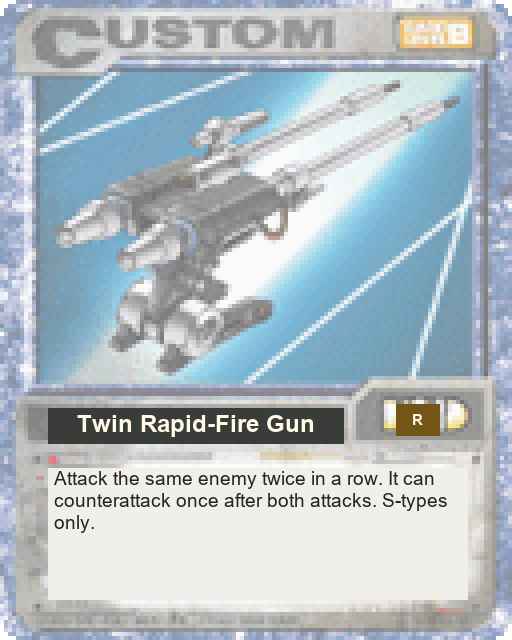 CUSTOM
B
Twin Rapid-Fire Gun
R
Attack the same enemy twice in a row. It can
counterattack once after both attacks. S-types
only.